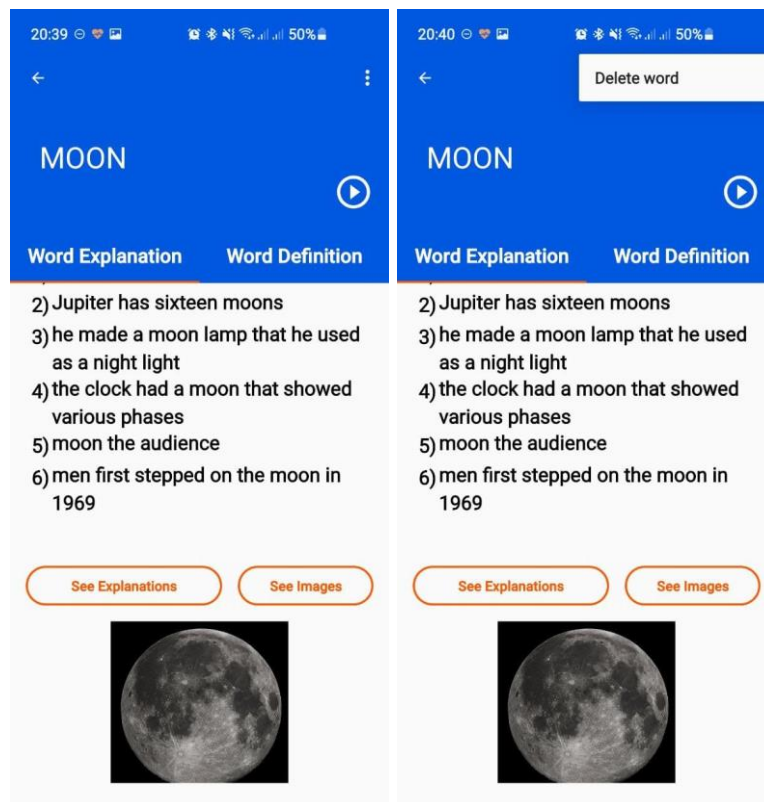 20:39 50%
MOON
Word Explanation Word Definition
2) Jupiter has sixteen moons
3) he made a moon lamp that he used
as a night light
4) the clock had a moon that showed
various phases
5) moon the audience
6) men first stepped on the moon in
1969
See Explanations See Images
20:40 50%
Delete word
MOON
Word Explanation Word Definition
2) Jupiter has sixteen moons
3) he made a moon lamp that he used
as a night light
4) the clock had a moon that showed
various phases
5) moon the audience
6) men first stepped on the moon in
1969
See Explanations See Images